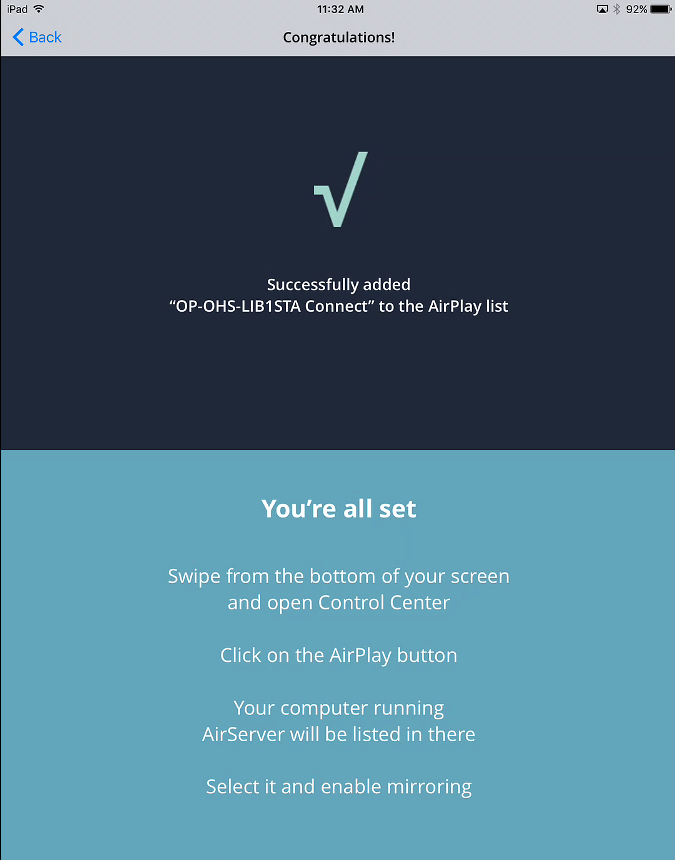 iPad 11:32 AM 92%
Back Congratulations!
Successfully added
“OP-OHS-LIB1STA Connect” to the AirPlay list
You’re all set
Swipe from the bottom of your screen
and open Control Center
Click on the AirPlay button
Your computer running
AirServer will be listed in there
Select it and enable mirroring